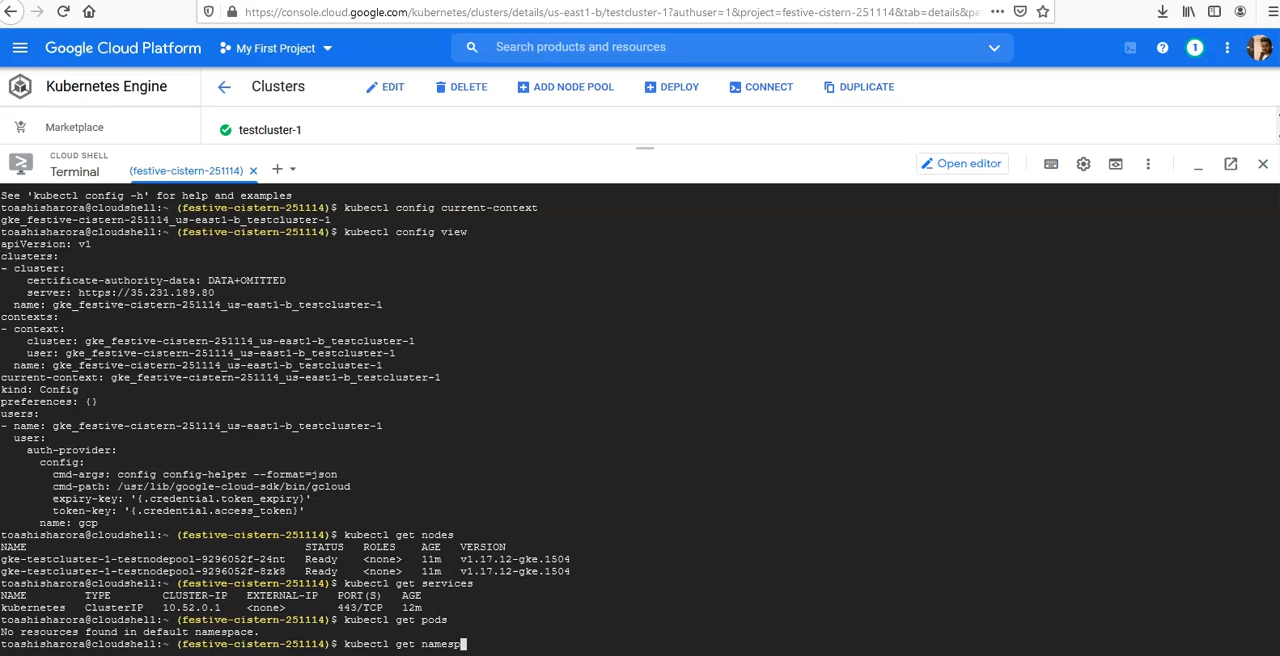 https://console.cloud.google.com/kubernetes/clusters/details/us-east1-b/testcluster-1?authuser=1&project=festive-cistern-251114&tab=details&pe
Google Cloud Platform My First Project Search products and resources 1
Kubernetes Engine Clusters EDIT DELETE ADD NODE POOL DEPLOY CONNECT DUPLICATE
Marketplace testcluster-1
CLOUD SHELL
Terminal (festive-cistern-251114) Open editor
See 'kubectl config -h' for help and examples
toashisharora@cloudshell:~ (festive-cistern-251114)$ kubectl config current-context
gke_festive-cistern-251114_us-east1-b_testcluster-1
toashisharora@cloudshell:~ (festive-cistern-251114)$ kubectl config view
apiVersion: v1
clusters:
- cluster:
    certificate-authority-data: DATA+OMITTED
    server: https://35.231.189.80
  name: gke_festive-cistern-251114_us-east1-b_testcluster-1
contexts:
- context:
    cluster: gke_festive-cistern-251114_us-east1-b_testcluster-1
    user: gke_festive-cistern-251114_us-east1-b_testcluster-1
  name: gke_festive-cistern-251114_us-east1-b_testcluster-1
current-context: gke_festive-cistern-251114_us-east1-b_testcluster-1
kind: Config
preferences: {}
users:
- name: gke_festive-cistern-251114_us-east1-b_testcluster-1
  user:
    auth-provider:
      config:
        cmd-args: config config-helper --format=json
        cmd-path: /usr/lib/google-cloud-sdk/bin/gcloud
        expiry-key: '{.credential.token_expiry}'
        token-key: '{.credential.access_token}'
      name: gcp
toashisharora@cloudshell:~ (festive-cistern-251114)$ kubectl get nodes
NAME STATUS ROLES AGE VERSION
gke-testcluster-1-testnodepool-9296052f-24nt Ready <none> 11m v1.17.12-gke.1504
gke-testcluster-1-testnodepool-9296052f-8zk8 Ready <none> 11m v1.17.12-gke.1504
toashisharora@cloudshell:~ (festive-cistern-251114)$ kubectl get services
NAME TYPE CLUSTER-IP EXTERNAL-IP PORT(S) AGE
kubernetes ClusterIP 10.52.0.1 <none> 443/TCP 12m
toashisharora@cloudshell:~ (festive-cistern-251114)$ kubectl get pods
No resources found in default namespace.
toashisharora@cloudshell:~ (festive-cistern-251114)$ kubectl get namesp